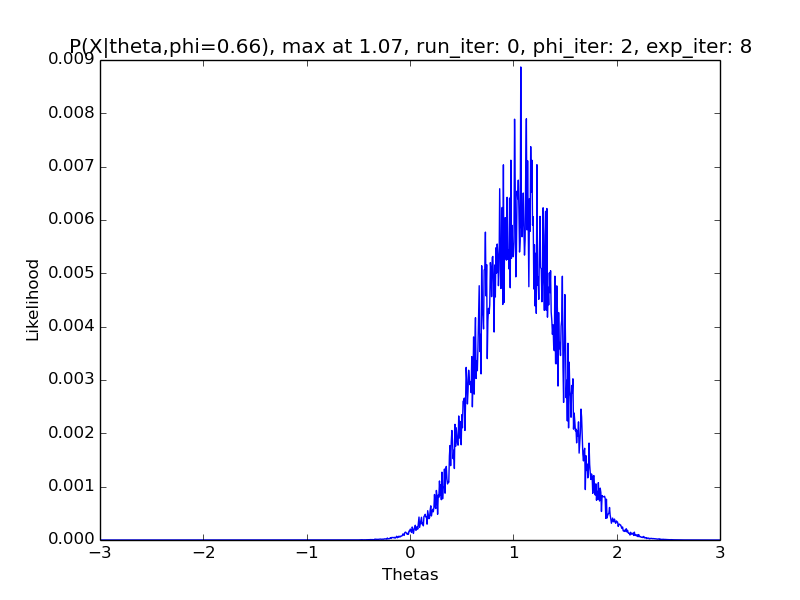 P(X|theta,phi=0.66), max at 1.07, run_iter: 0, phi_iter: 2, exp_iter: 8
0.009
0.008
0.007
0.006
0.005
0.004
0.003
0.002
0.001
0.000
Likelihood
−3 −2 −1 0 1 2 3
Thetas